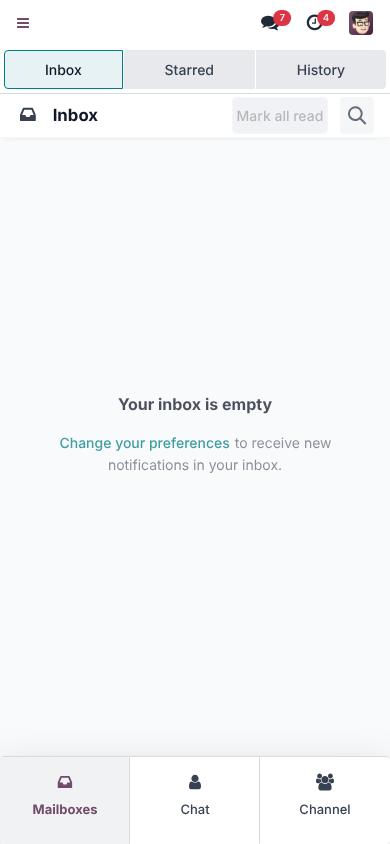 7
4
Inbox
Starred
History
Inbox
Mark all read
Your inbox is empty
Change your preferences to receive new
notifications in your inbox.
Mailboxes
Chat
Channel